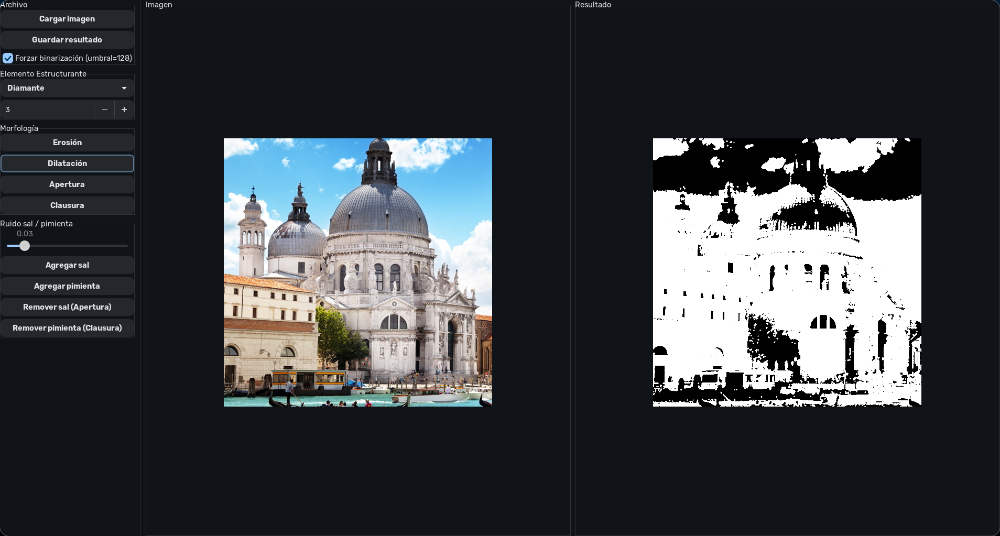 Archivo
Cargar imagen
Guardar resultado
Forzar binarización (umbral=128)
Elemento Estructurante
Diamante
3
Morfología
Erosión
Dilatación
Apertura
Clausura
Ruido sal / pimienta
0.03
Agregar sal
Agregar pimienta
Remover sal (Apertura)
Remover pimienta (Clausura)
Imagen
Resultado